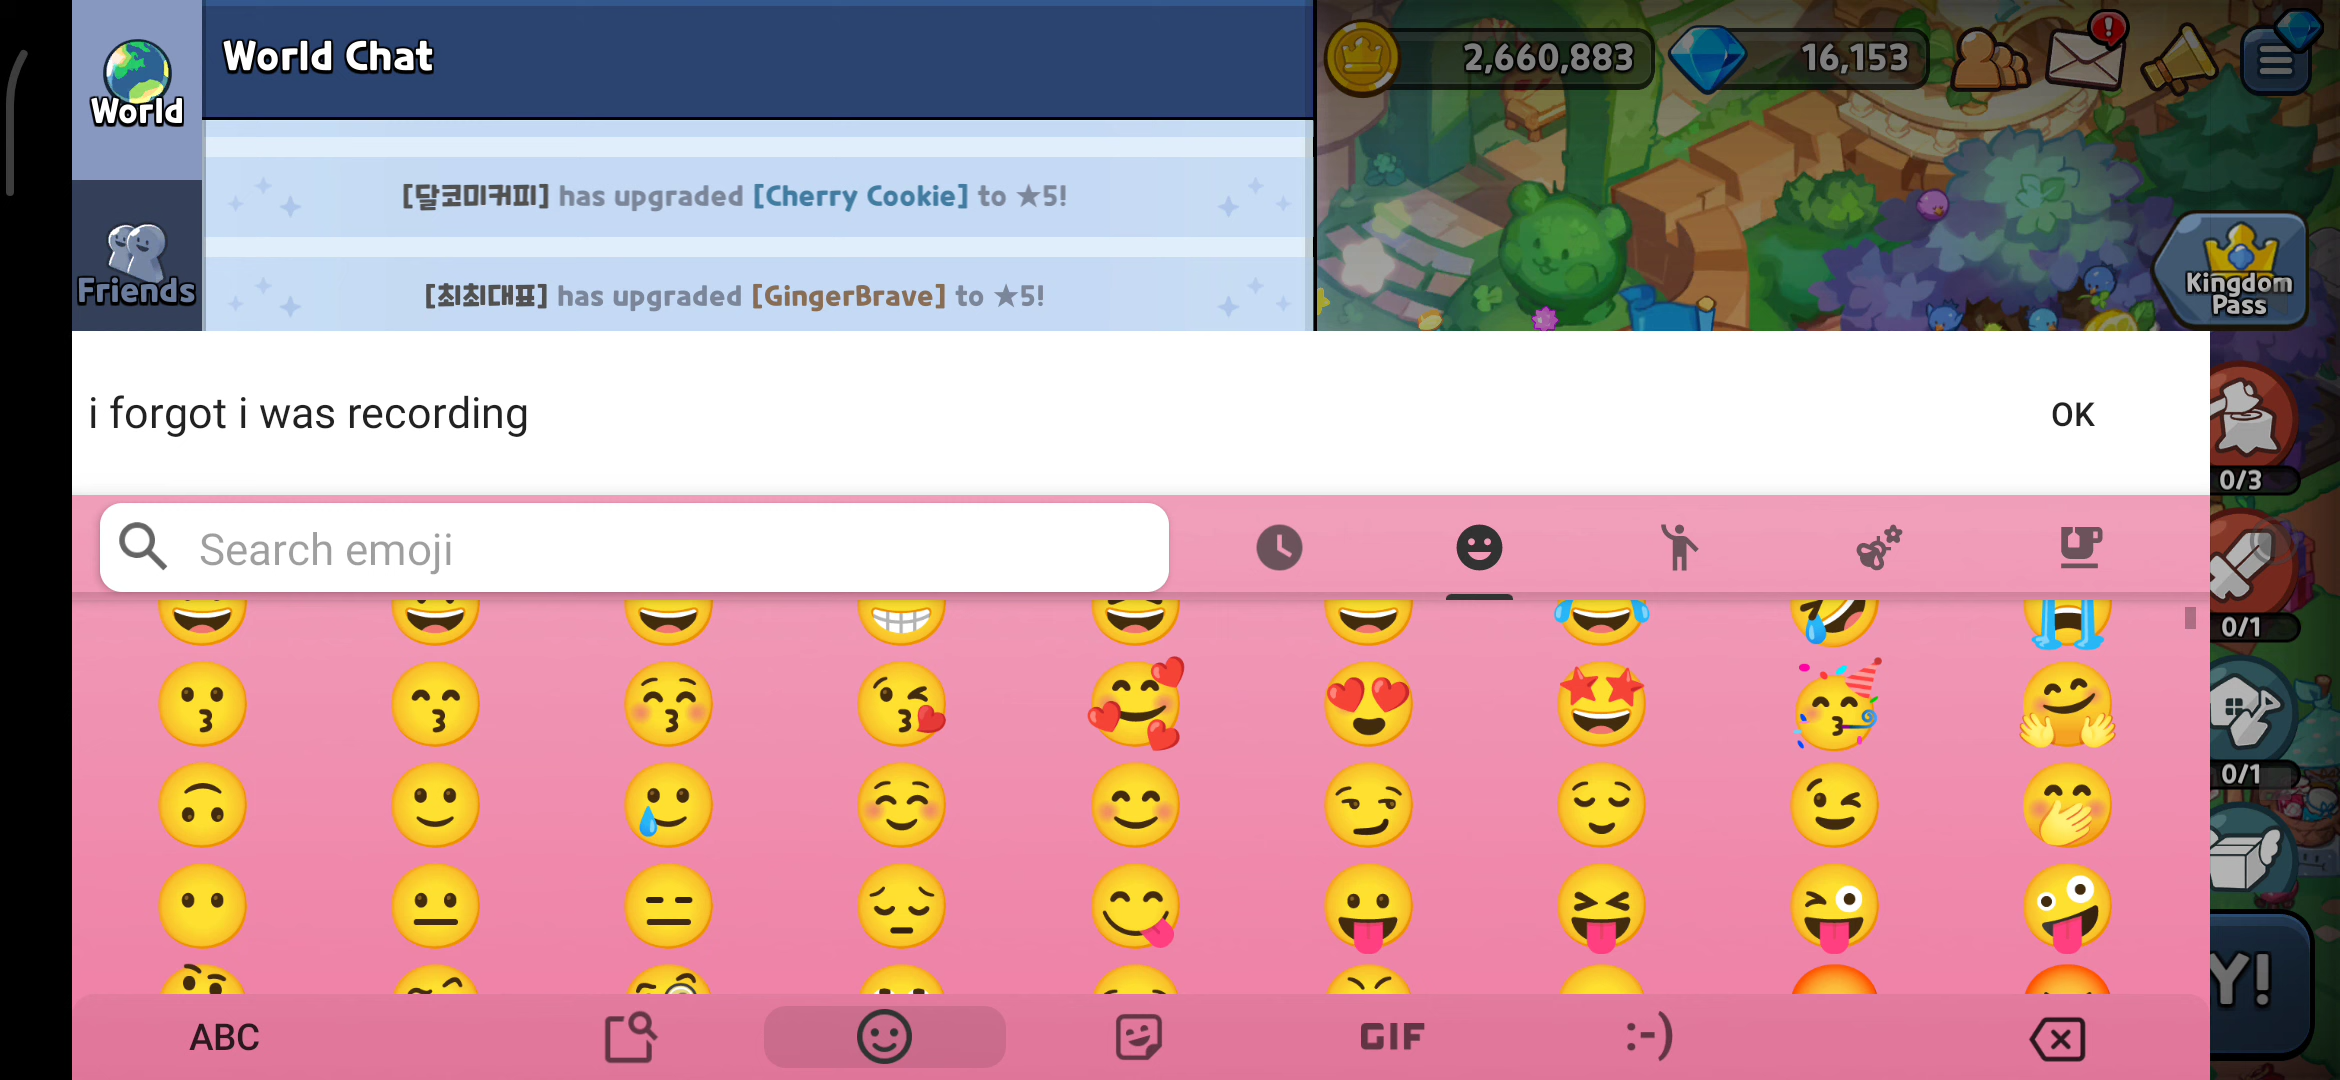 World Chat
2,660,883
16,153
World
[달코미커피] has upgraded [Cherry Cookie] to ★5!
Friends
[최최대표] has upgraded [GingerBrave] to ★5!
Kingdom
Pass
i forgot i was recording
OK
0/3
Search emoji
0/1
0/1
Y!
ABC
GIF
:-)